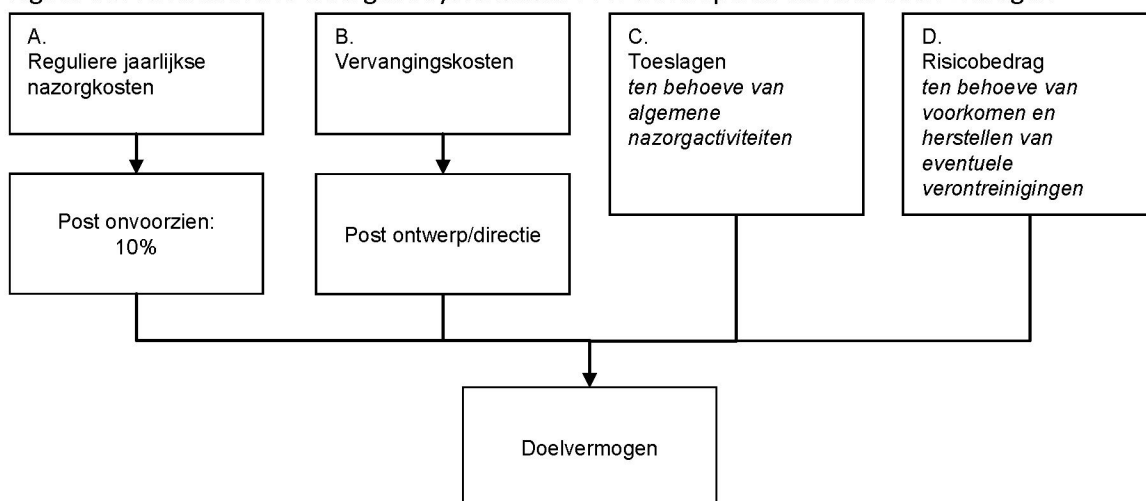 A.
Reguliere jaarlijkse
nazorgkosten
B.
Vervangingskosten
C.
Toeslagen
ten behoeve van
algemene
nazorgactiviteiten
D.
Risicobedrag
ten behoeve van
voorkomen en
herstellen van
eventuele
verontreinigingen
Post onvoorzien:
10%
Post ontwerp/directie
Doelvermogen